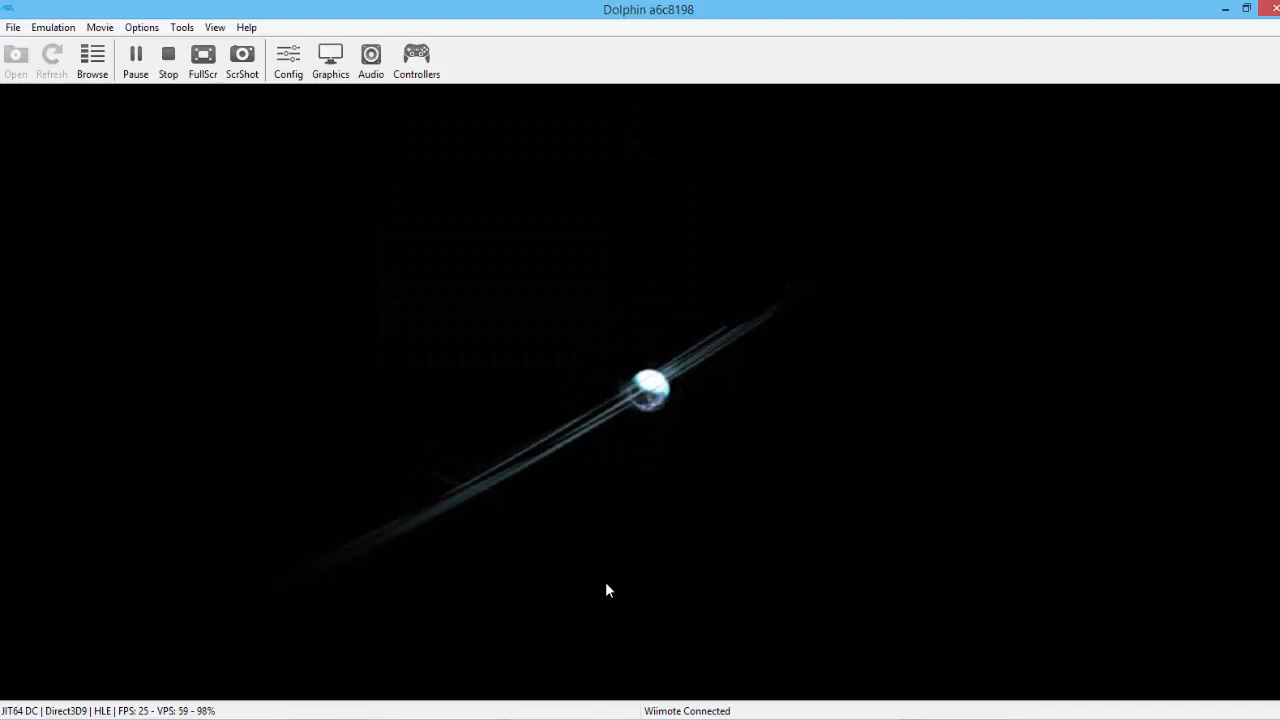 Dolphin a6c8198
File Emulation Movie Options Tools View Help
Open Refresh Browse Pause Stop FullScr ScrShot Config Graphics Audio Controllers
JIT64 DC | Direct3D9 | HLE | FPS: 25 - VPS: 59 - 98% Wiimote Connected